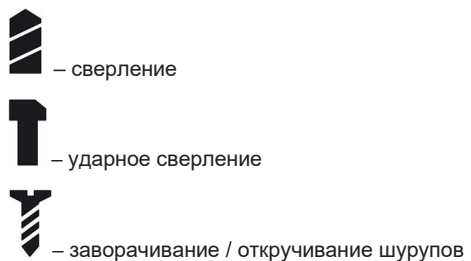 – сверление
– ударное сверление
– заворачивание / откручивание шурупов